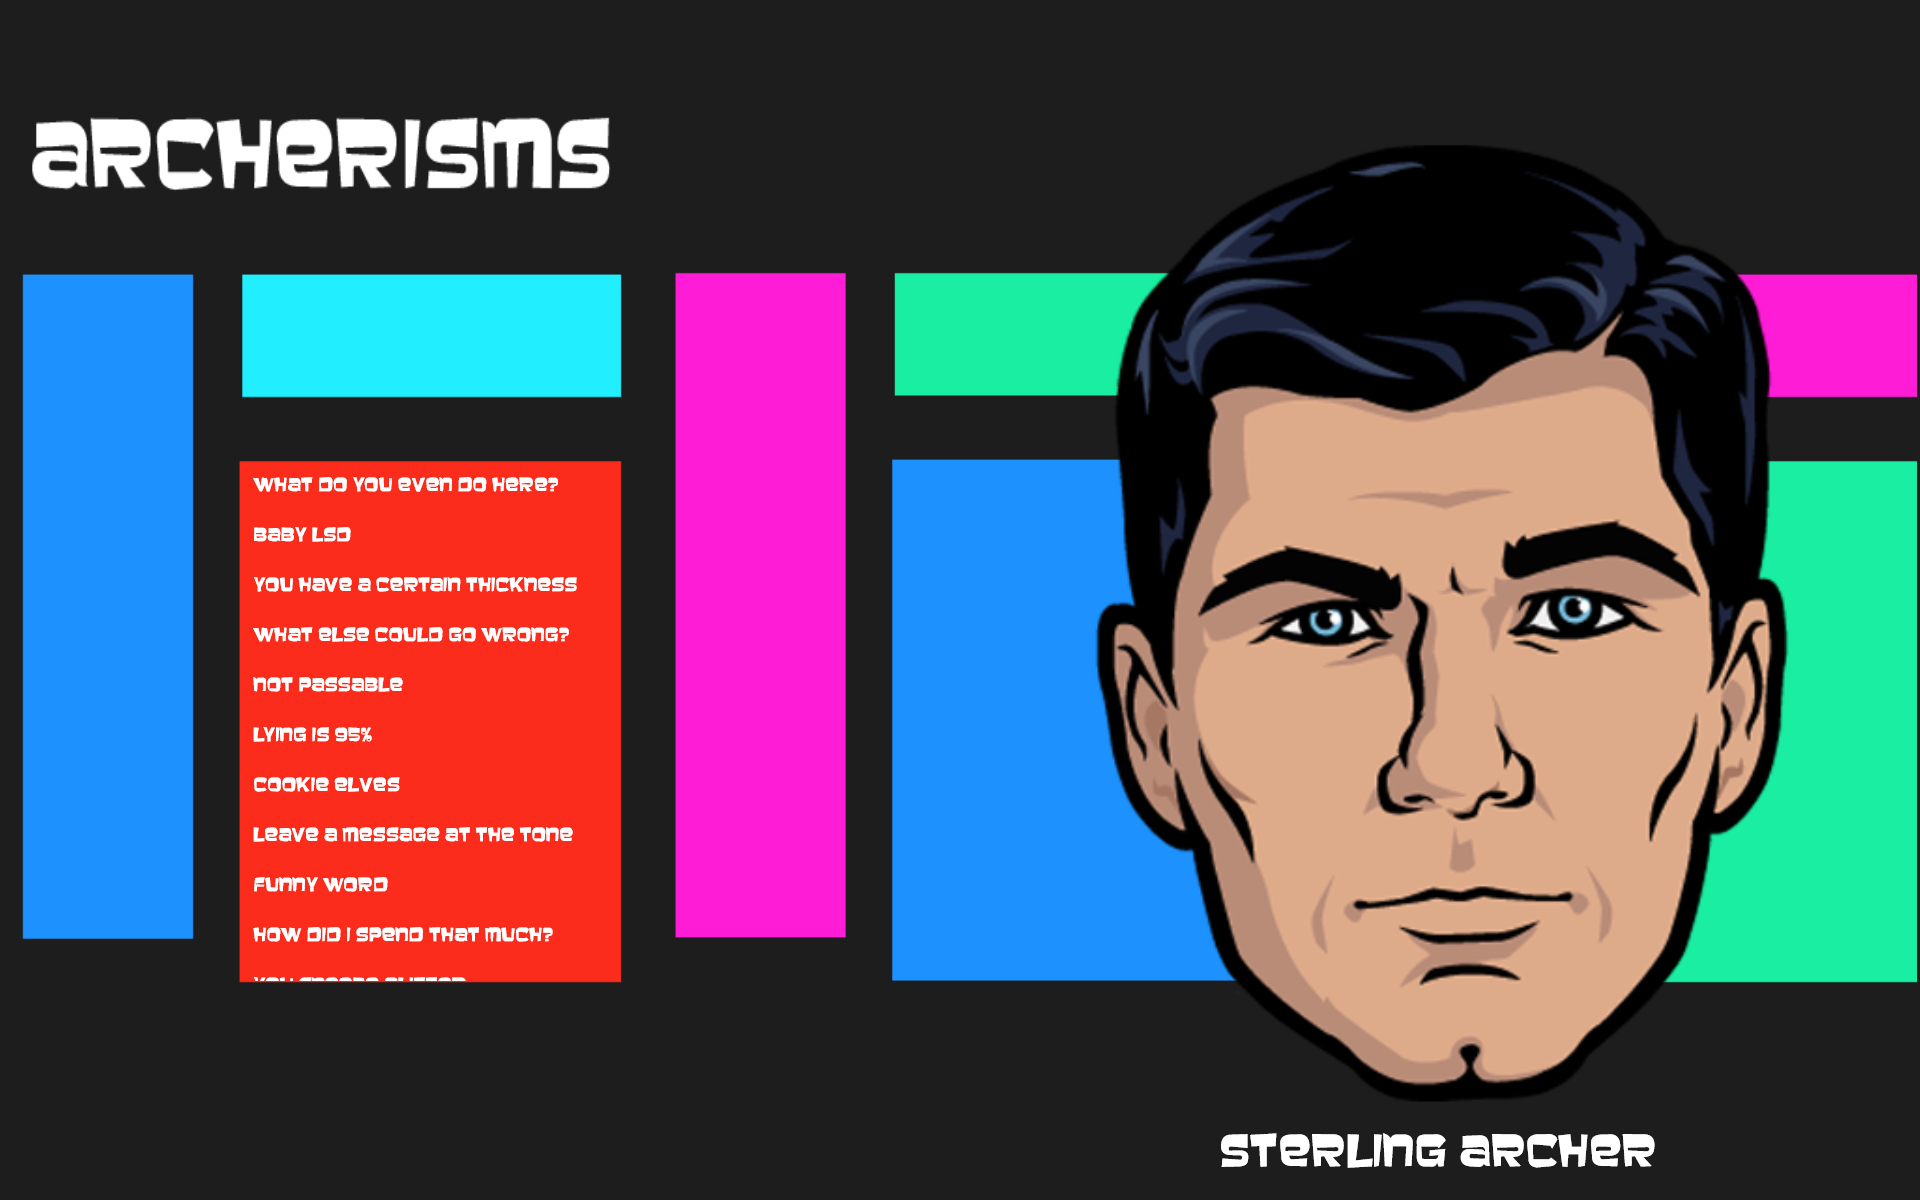 ARCHERISMS
WHAT DO YOU EVEN DO HERE?
BABY LSD
YOU HAVE A CERTAIN THICKNESS
WHAT ELSE COULD GO WRONG?
NOT PASSABLE
LYING IS 95%
COOKIE ELVES
LEAVE A MESSAGE AT THE TONE
FUNNY WORD
HOW DID I SPEND THAT MUCH?
YOU
STERLING ARCHER